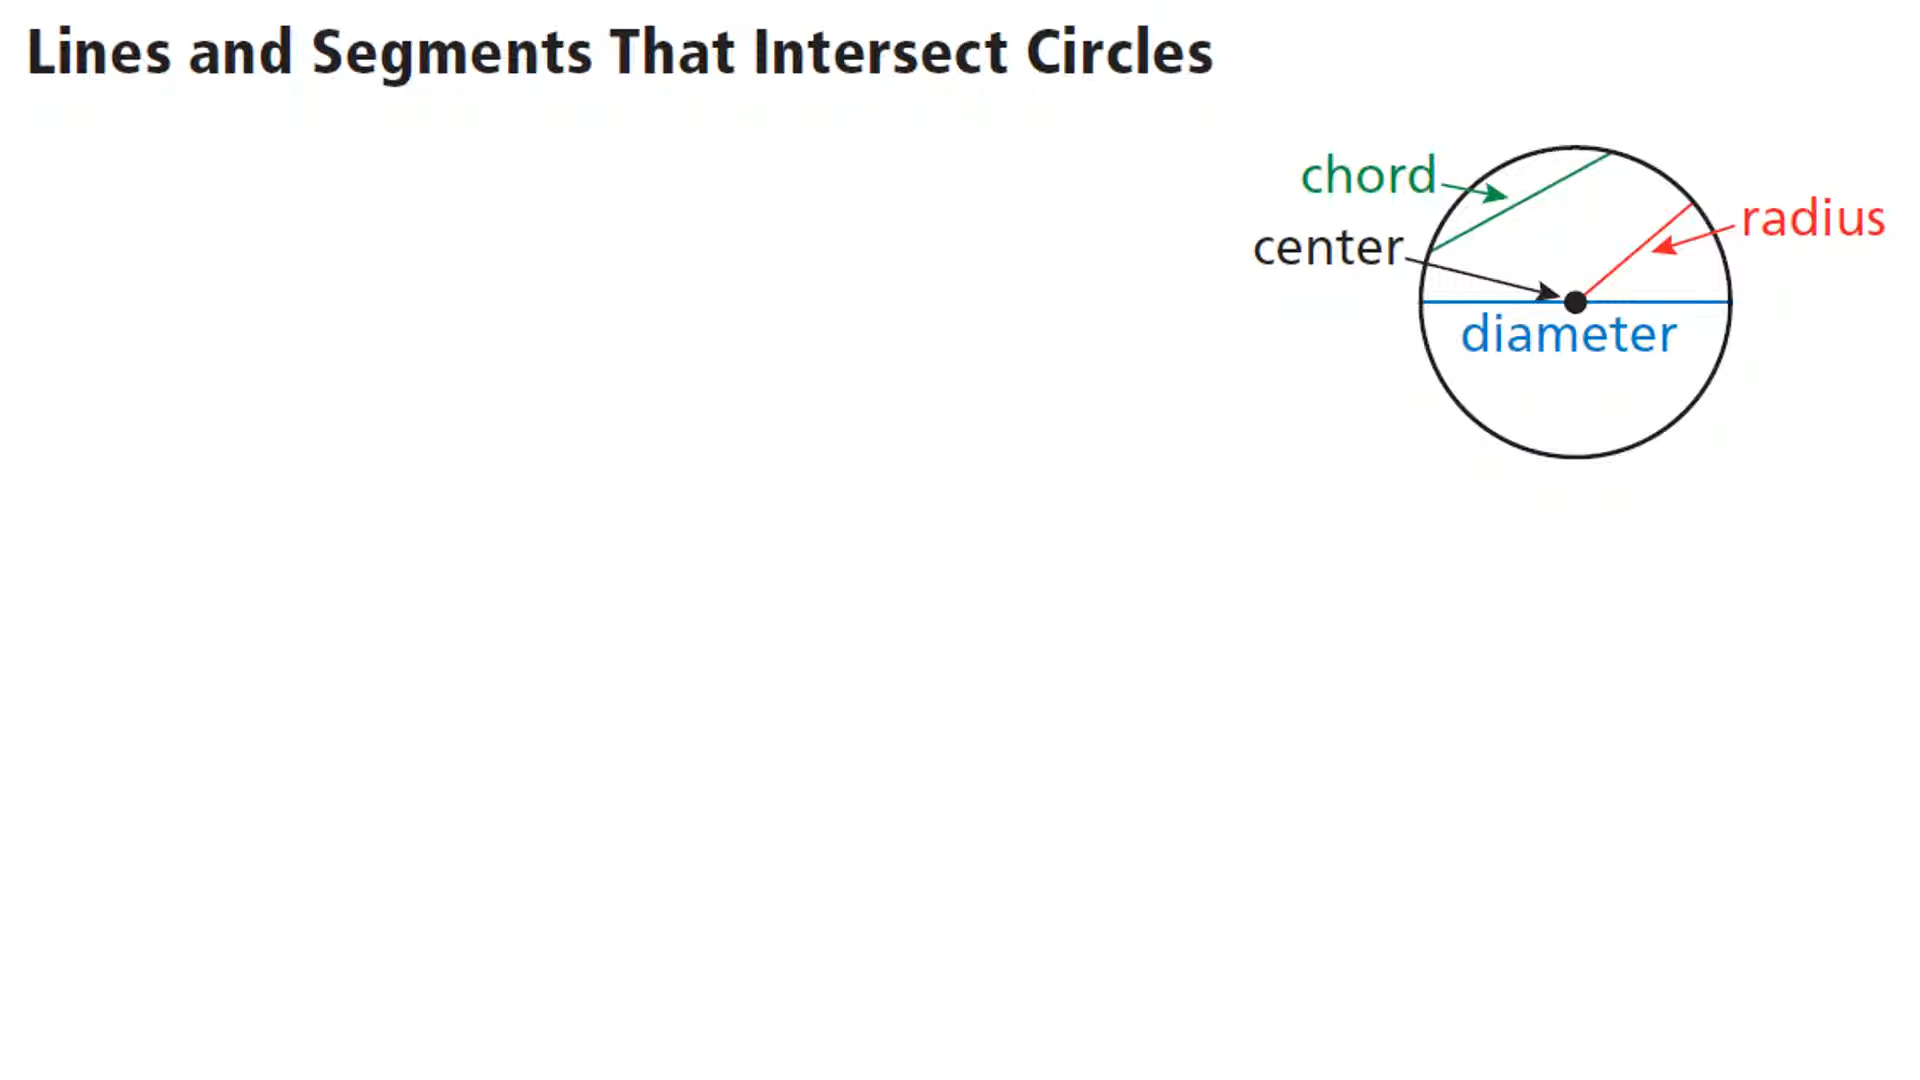 Lines and Segments That Intersect Circles
chord
radius
center
diameter